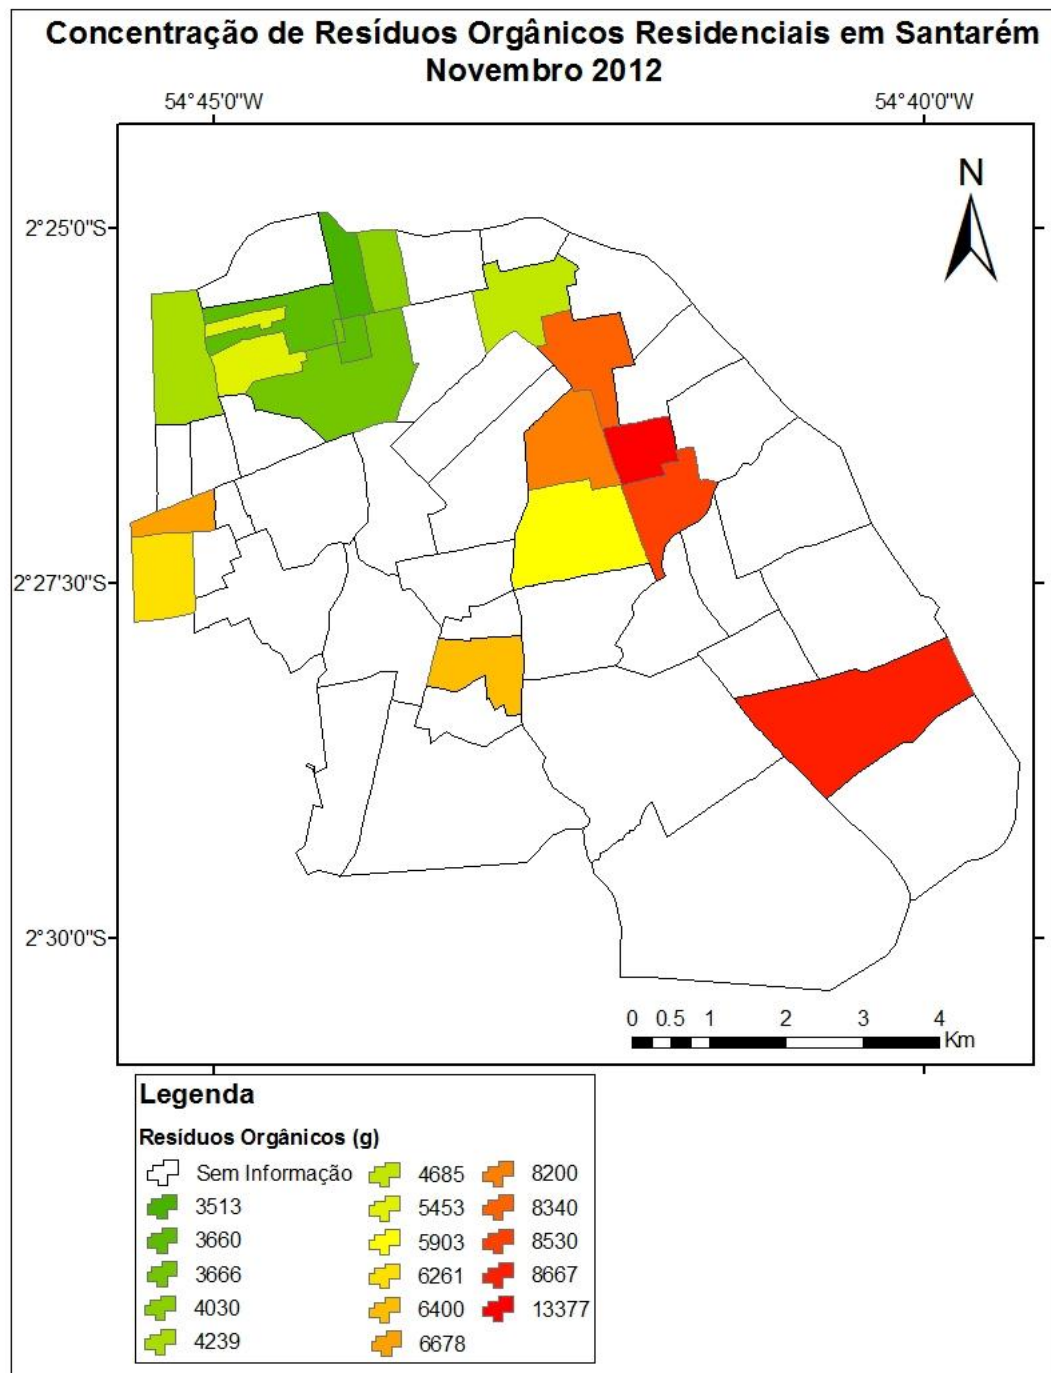 Concentração de Resíduos Orgânicos Residenciais em Santarém
Novembro 2012
54°45'0"W 54°40'0"W
N
2°25'0"S
2°27'30"S
2°30'0"S
0 0.5 1 2 3 4
Km
Legenda
Resíduos Orgânicos (g)
Sem Informação
3513
3660
3666
4030
4239
4685
5453
5903
6261
6400
6678
8200
8340
8530
8667
13377